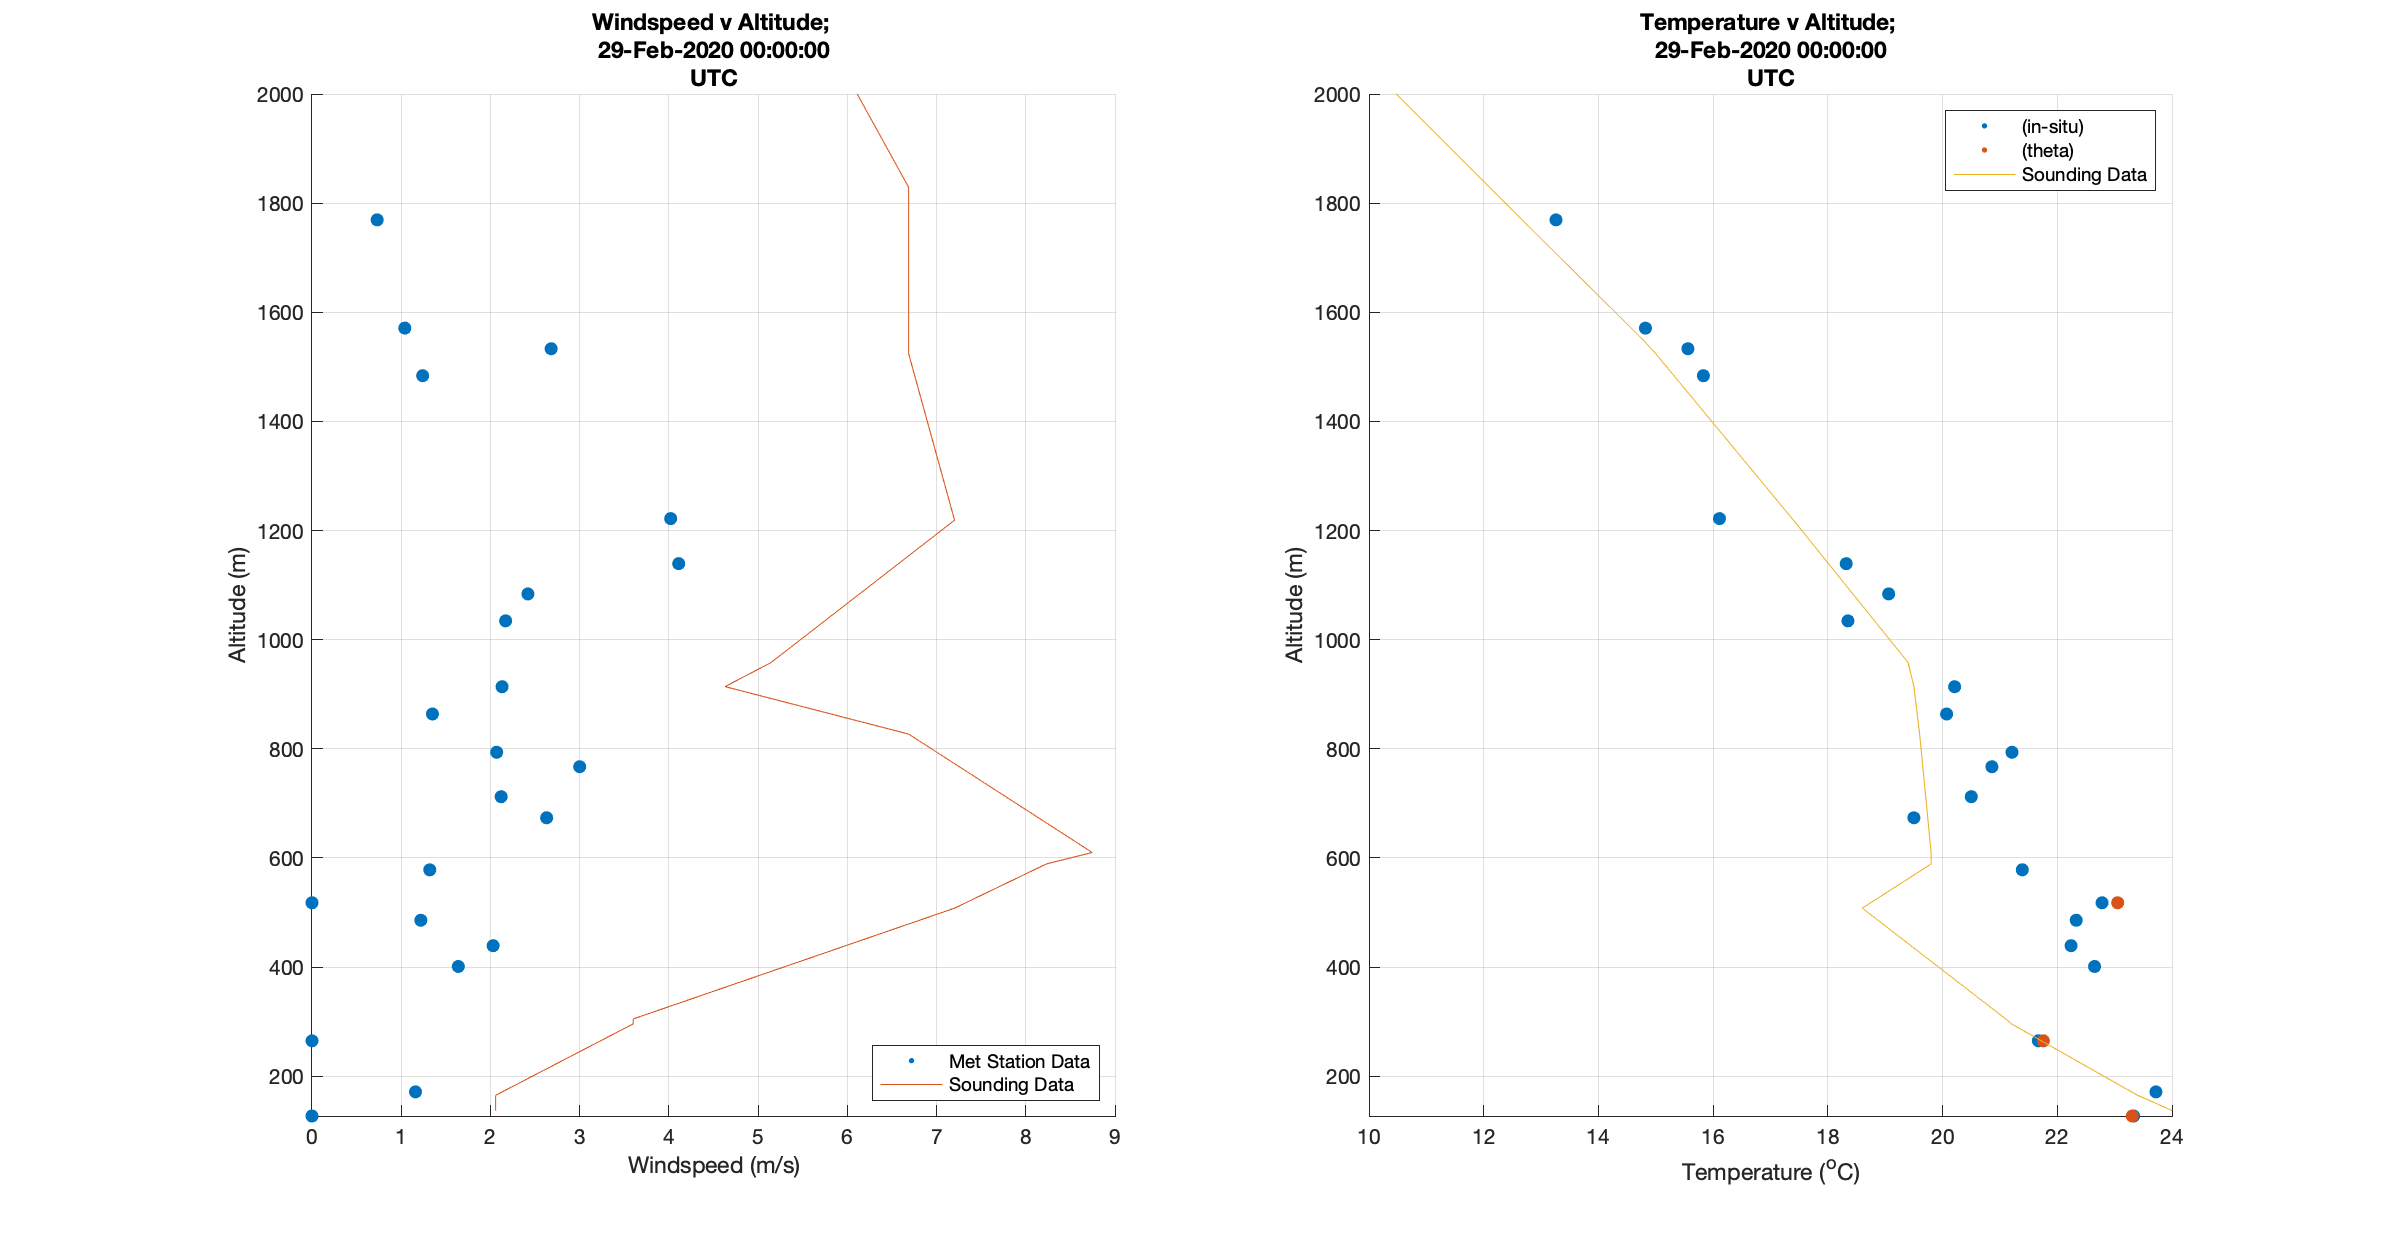 Windspeed v Altitude;
29-Feb-2020 00:00:00
UTC
2000
1800
1600
1400
1200
1000
800
600
400
200
Altitude (m)
0 1 2 3 4 5 6 7 8 9
Windspeed (m/s)
Met Station Data
Sounding Data
Temperature v Altitude;
29-Feb-2020 00:00:00
UTC
2000
1800
1600
1400
1200
1000
800
600
400
200
Altitude (m)
10 12 14 16 18 20 22 24
Temperature (°C)
(in-situ)
(theta)
Sounding Data